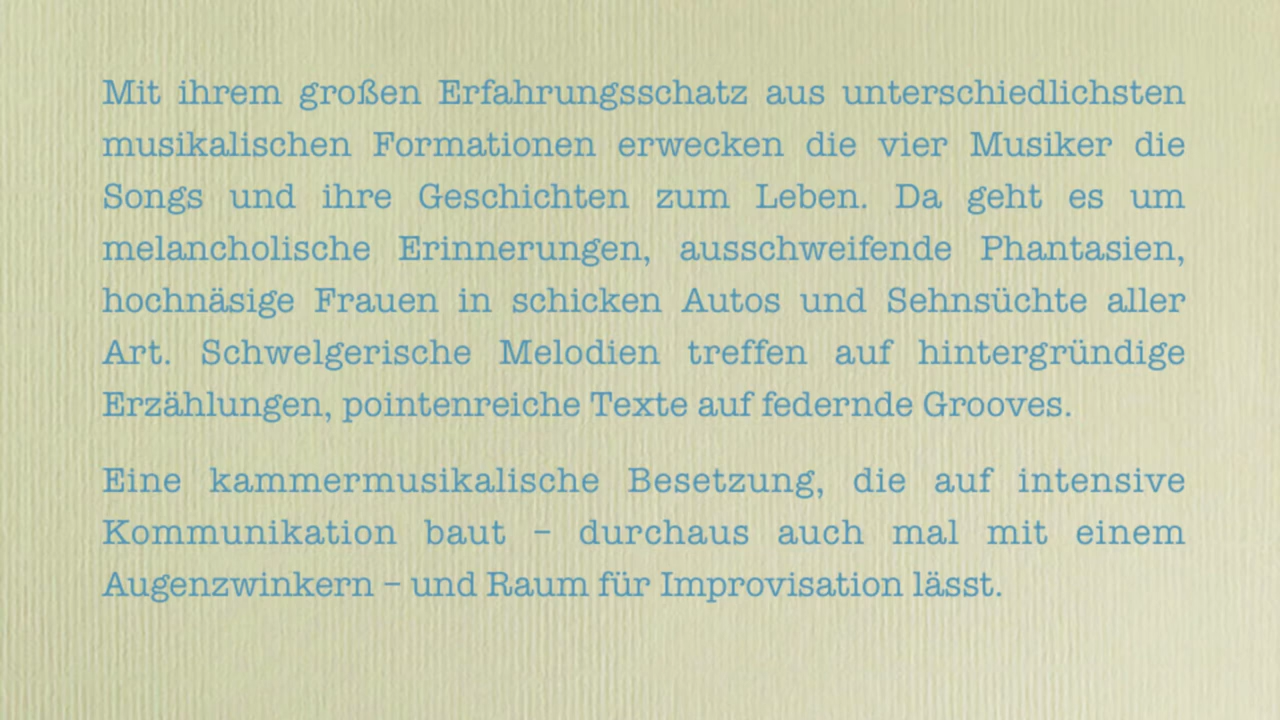 Mit ihrem großen Erfahrungsschatz aus unterschiedlichsten
musikalischen Formationen erwecken die vier Musiker die
Songs und ihre Geschichten zum Leben. Da geht es um
melancholische Erinnerungen, ausschweifende Phantasien,
hochnäsige Frauen in schicken Autos und Sehnsüchte aller
Art. Schwelgerische Melodien treffen auf hintergründige
Erzählungen, pointenreiche Texte auf federnde Grooves.
Eine kammermusikalische Besetzung, die auf intensive
Kommunikation baut – durchaus auch mal mit einem
Augenzwinkern – und Raum für Improvisation lässt.